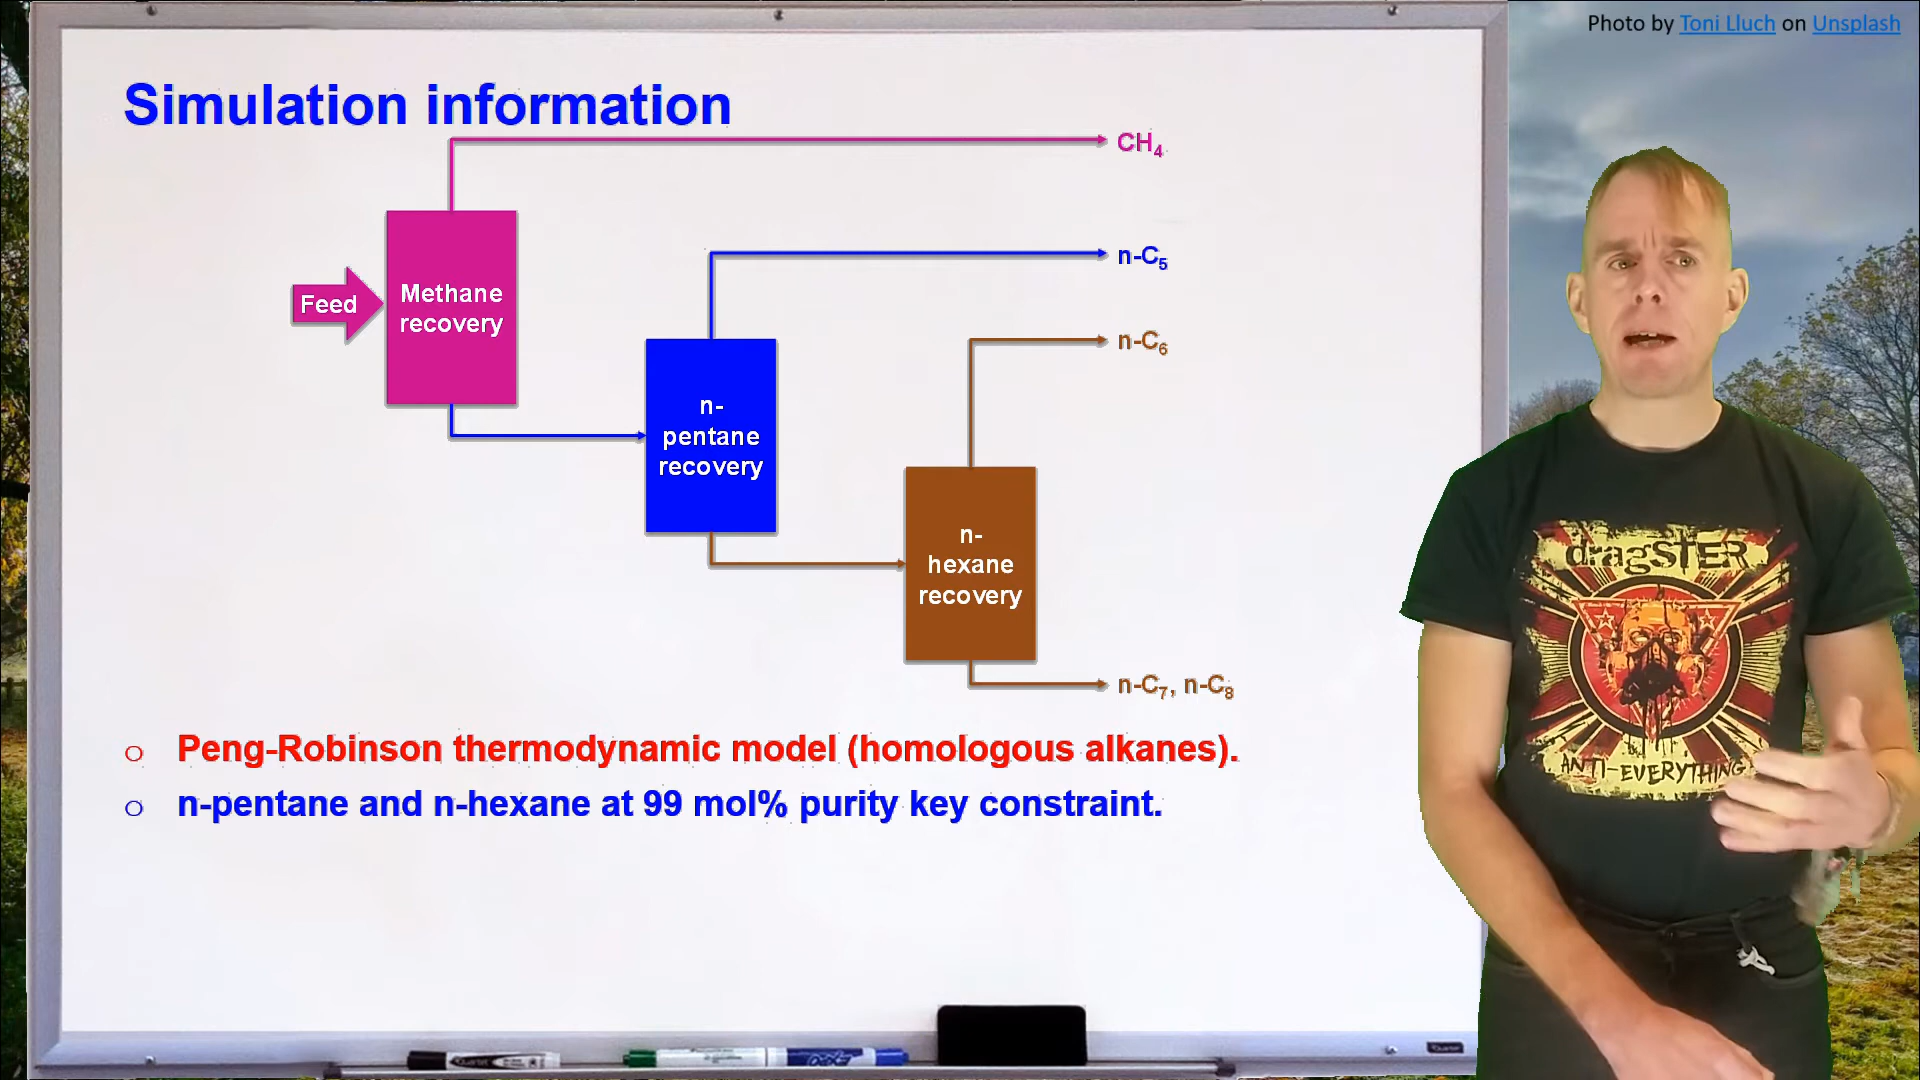 Photo by Toni Lluch on Unsplash
Simulation information
CH₄
Feed
Methane
recovery
n-C₅
n-
pentane
recovery
n-C₆
n-
hexane
recovery
n-C₇, n-C₈
o Peng-Robinson thermodynamic model (homologous alkanes).
o n-pentane and n-hexane at 99 mol% purity key constraint.
dragSTER
ANTI-EVERYTHING